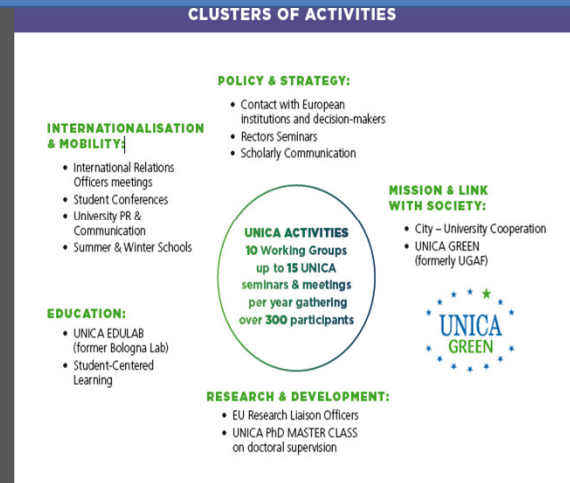 CLUSTERS OF ACTIVITIES
POLICY & STRATEGY:
• Contact with European
institutions and decision-makers
• Rectors Seminars
• Scholarly Communication
INTERNATIONALISATION
& MOBILITY:
• International Relations
Officers meetings
• Student Conferences
• University PR &
Communication
• Summer & Winter Schools
MISSION & LINK
WITH SOCIETY:
• City – University Cooperation
• UNICA GREEN
(formerly UGAF)
UNICA ACTIVITIES
10 Working Groups
up to 15 UNICA
seminars & meetings
per year gathering
over 300 participants
UNICA
GREEN
EDUCATION:
• UNICA EDULAB
(former Bologna Lab)
• Student-Centered
Learning
RESEARCH & DEVELOPMENT:
• EU Research Liaison Officers
• UNICA PhD MASTER CLASS
on doctoral supervision